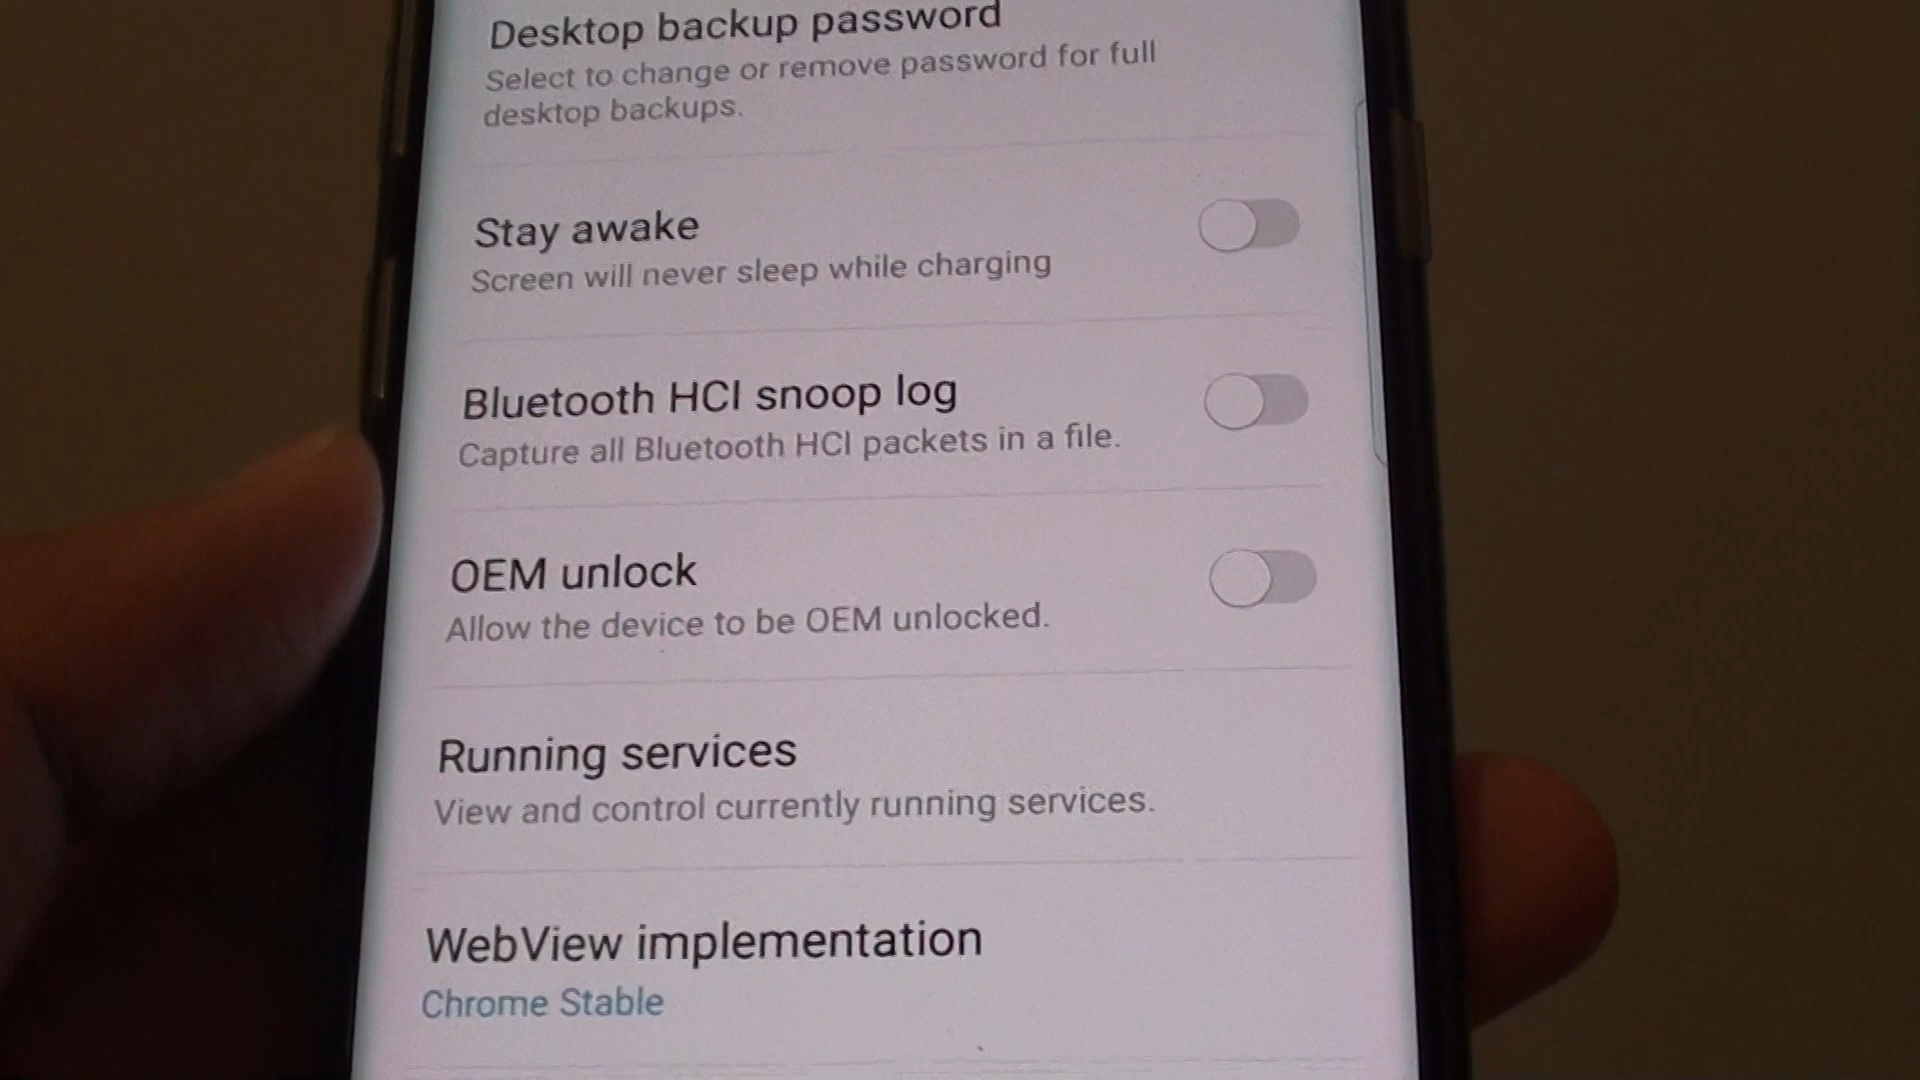 Desktop backup password
Select to change or remove password for full
desktop backups.
Stay awake
Screen will never sleep while charging
Bluetooth HCI snoop log
Capture all Bluetooth HCI packets in a file.
OEM unlock
Allow the device to be OEM unlocked.
Running services
View and control currently running services.
WebView implementation
Chrome Stable